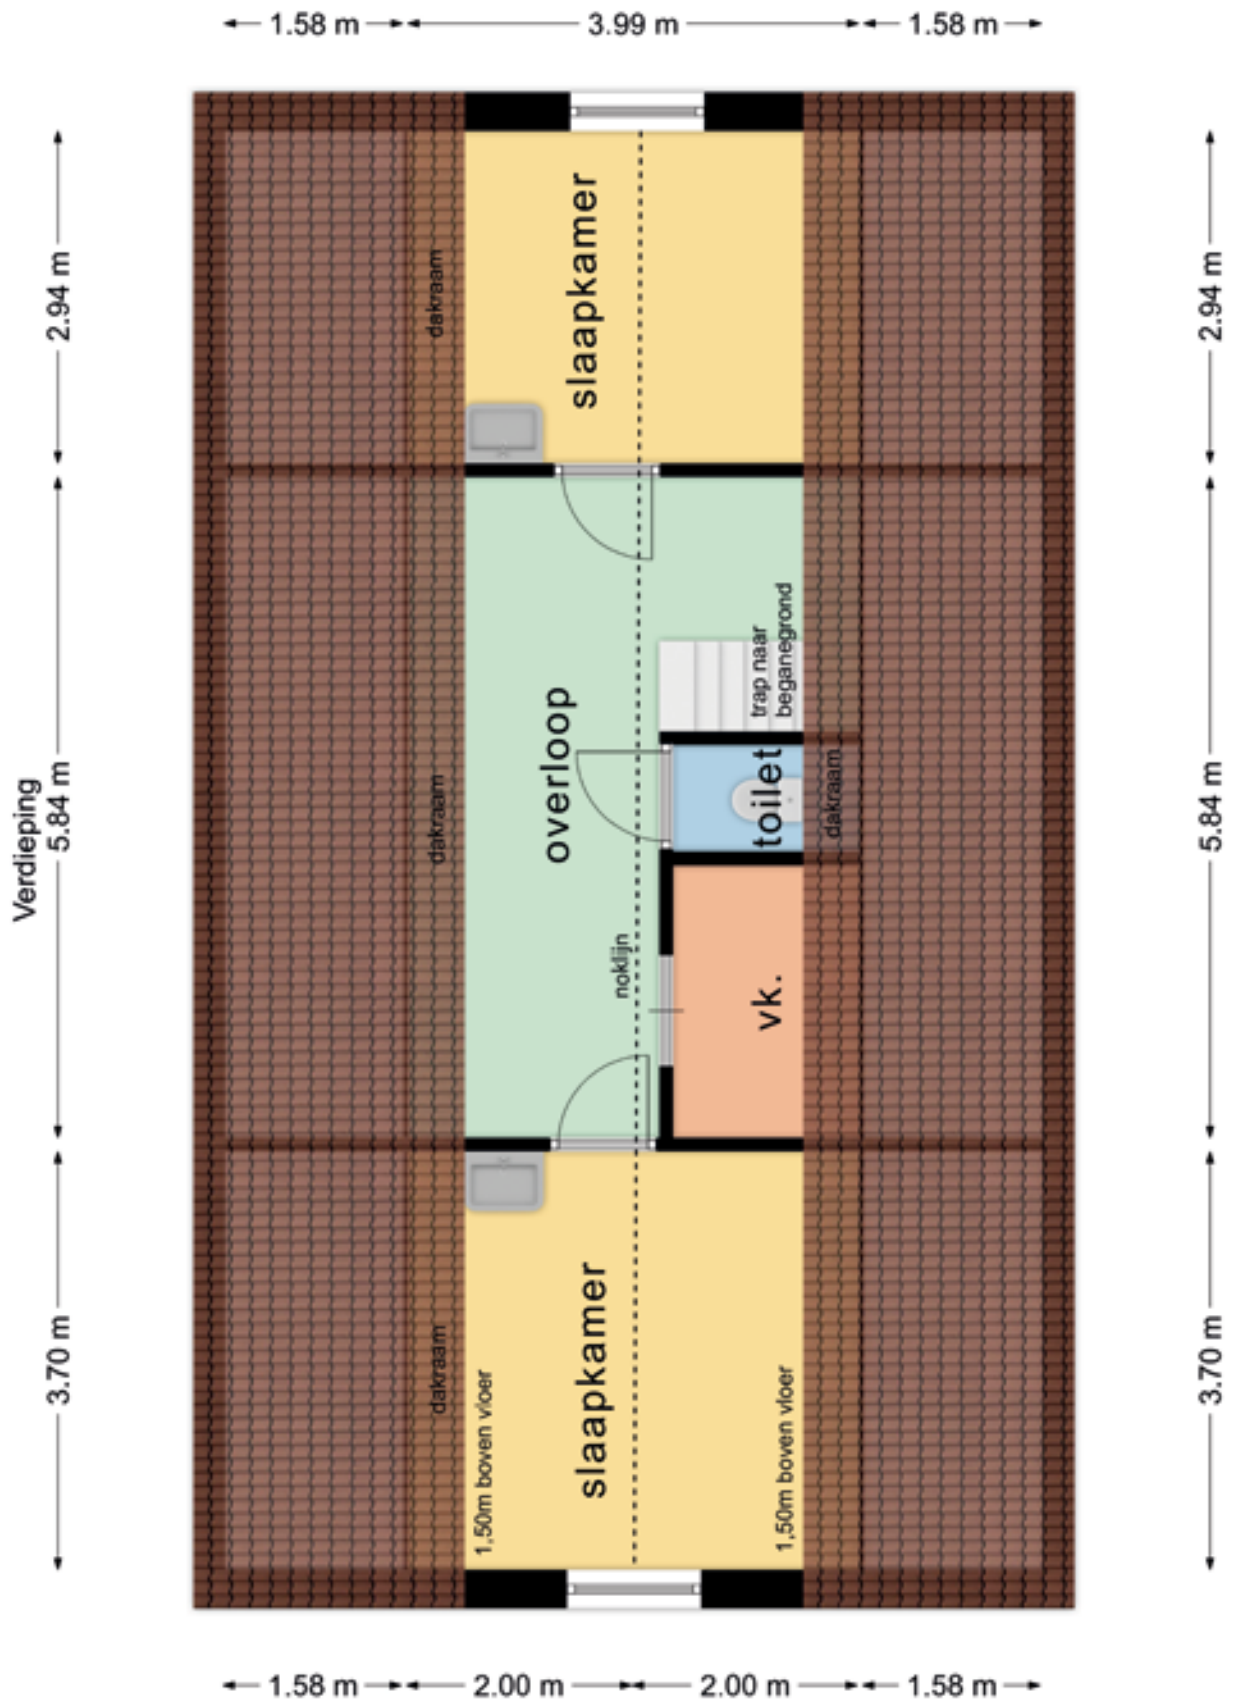 1.58 m
3.99 m
1.58 m
2.94 m
2.94 m
slaapkamer
dakraam
trap naar
beganegrond
overloop
toilet
dakraam
dakraam
Verdieping
5.84 m
5.84 m
noklijn
vk.
slaapkamer
dakraam
1,50m boven vloer
1,50m boven vloer
3.70 m
3.70 m
1.58 m
2.00 m
2.00 m
1.58 m